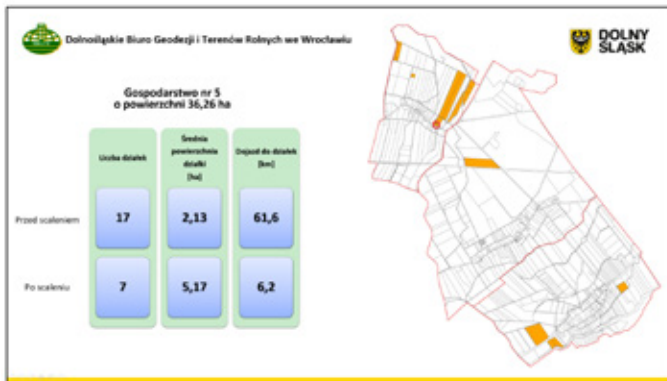 Dolnośląskie Biuro Geodezji i Terenów Rolnych we Wrocławiu
DOLNY
ŚLĄSK
Gospodarstwo nr 5
o powierzchni 36,26 ha
Liczba działek
Średnia
powierzchnia
działki
[ha]
Dojazd do działek
[km]
Przed scaleniem
17
2,13
61,6
Po scaleniu
7
5,17
6,2